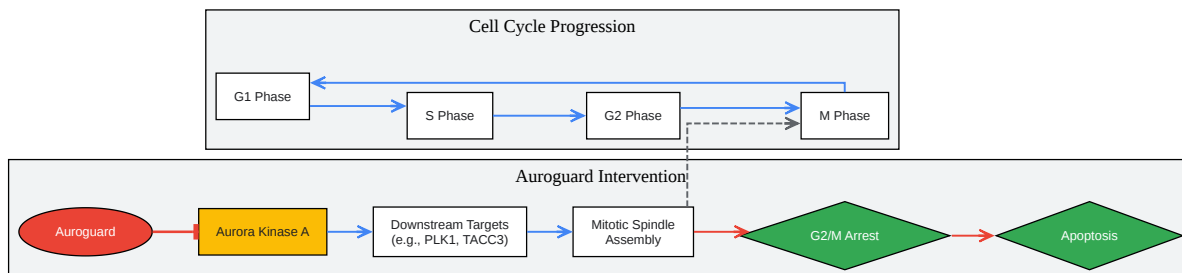 Cell Cycle Progression
G1 Phase
S Phase
G2 Phase
M Phase
Auroguard Intervention
Auroguard
Aurora Kinase A
Downstream Targets
(e.g., PLK1, TACC3)
Mitotic Spindle
Assembly
G2/M Arrest
Apoptosis